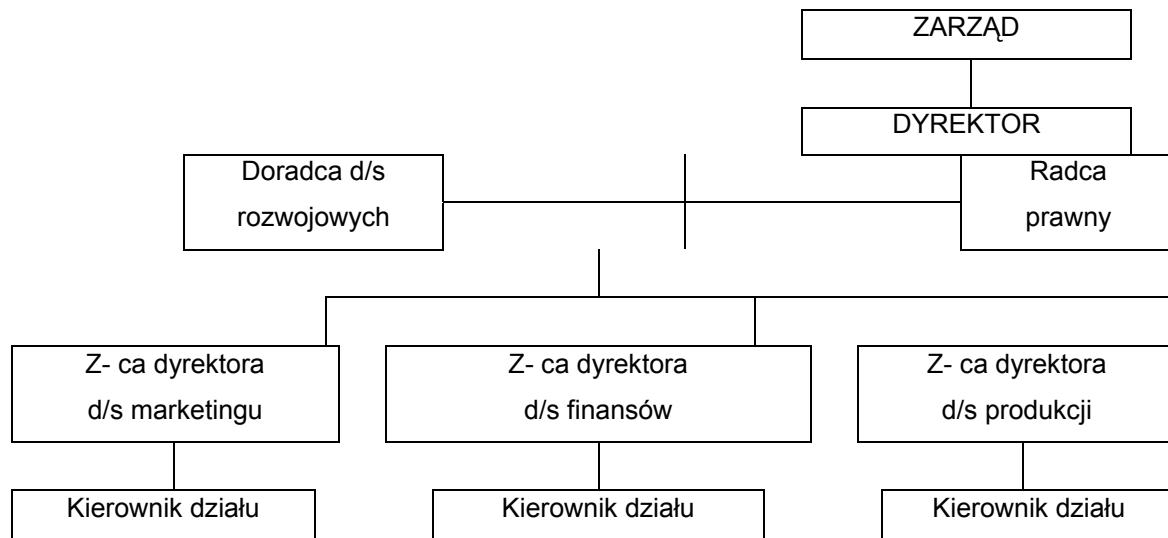 ZARZĄD
DYREKTOR
Doradca d/s
rozwojowych
Radca
prawny
Z- ca dyrektora
d/s marketingu
Z- ca dyrektora
d/s finansów
Z- ca dyrektora
d/s produkcji
Kierownik działu
Kierownik działu
Kierownik działu